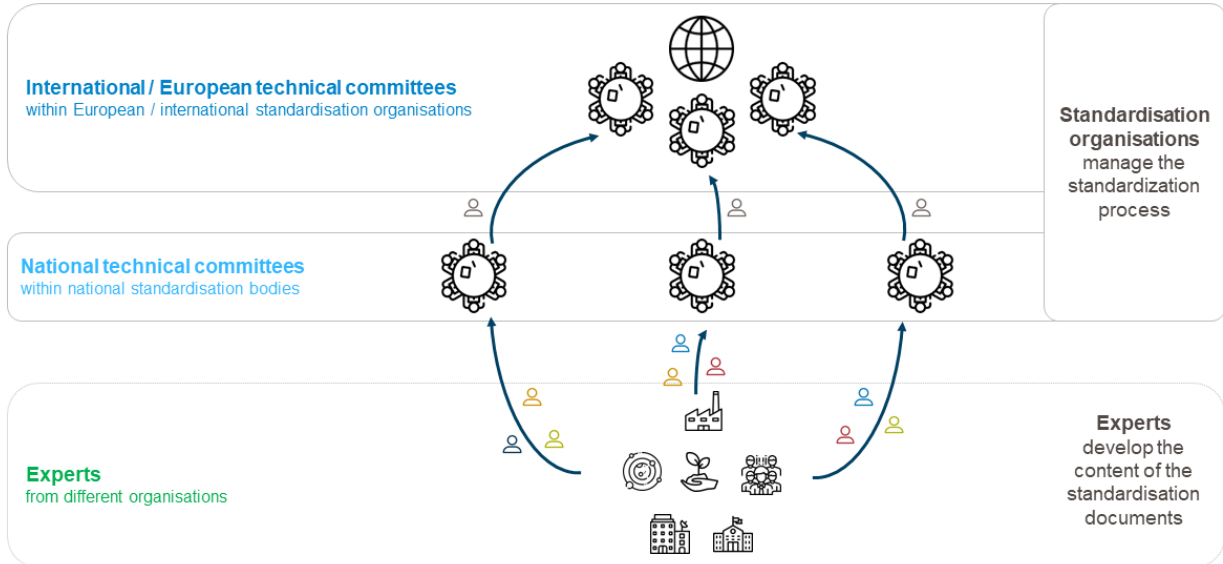 International / European technical committees
within European / international standardisation organisations
Standardisation
organisations
manage the
standardization
process
National technical committees
within national standardisation bodies
Experts
from different organisations
Experts
develop the
content of the
standardisation
documents